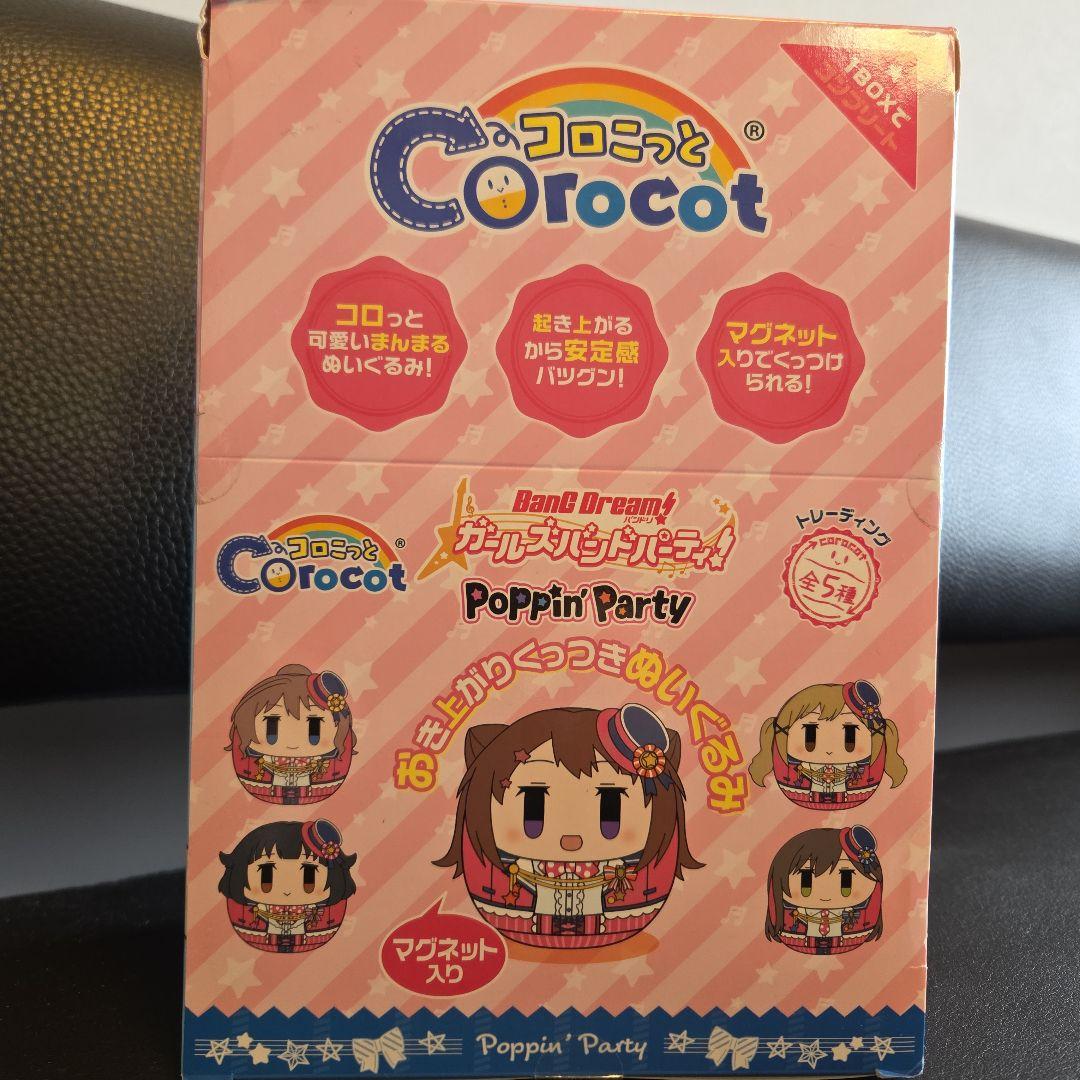 1BOXで
コンプリート
コロこっと
Corocot®
コロっと
可愛いまんまる
ぬいぐるみ!
起き上がる
から安定感
バツグン!
マグネット
入りでくっつけ
られる!
コロこっと
Corocot®
BanG Dream!
バンドリ
ガールズバンドパーティ!
Poppin' Party
トレーディング
corocot
全5種
おき上がりくっつきぬいぐるみ
マグネット
入り
Poppin' Party